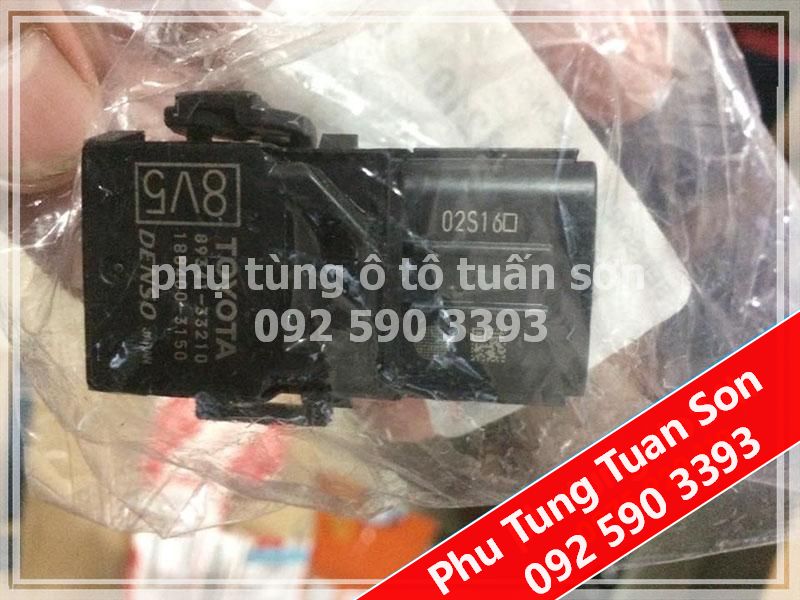 8V5
TOYOTA
DENSO
JAPAN
02S16□
phụ tùng ô tô tuấn sơn
092 590 3393
Phu Tung Tuan Son
092 590 3393